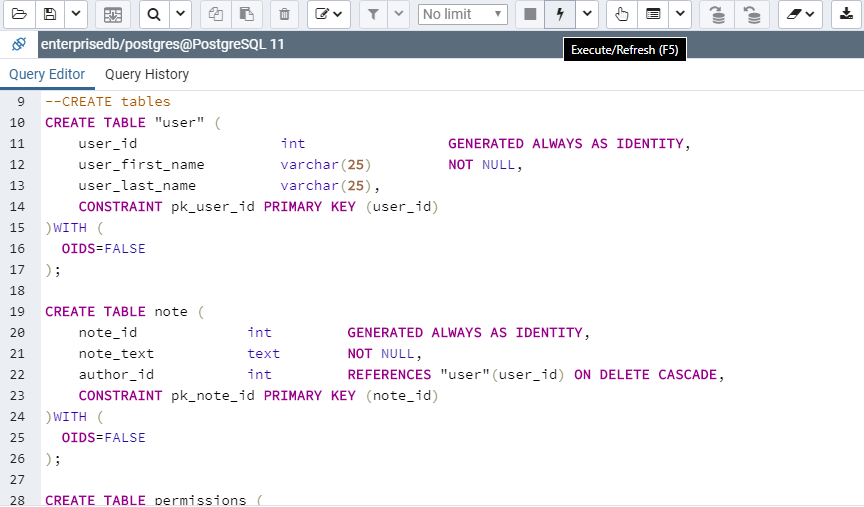 No limit
Execute/Refresh (F5)
enterprisedb/postgres@PostgreSQL 11
Query Editor Query History
9 --CREATE tables
10 CREATE TABLE "user" (
11 user_id int GENERATED ALWAYS AS IDENTITY,
12 user_first_name varchar(25) NOT NULL,
13 user_last_name varchar(25),
14 CONSTRAINT pk_user_id PRIMARY KEY (user_id)
15 )WITH (
16 OIDS=FALSE
17 );
18
19 CREATE TABLE note (
20 note_id int GENERATED ALWAYS AS IDENTITY,
21 note_text text NOT NULL,
22 author_id int REFERENCES "user"(user_id) ON DELETE CASCADE,
23 CONSTRAINT pk_note_id PRIMARY KEY (note_id)
24 )WITH (
25 OIDS=FALSE
26 );
27
28 CREATE TABLE permissions (